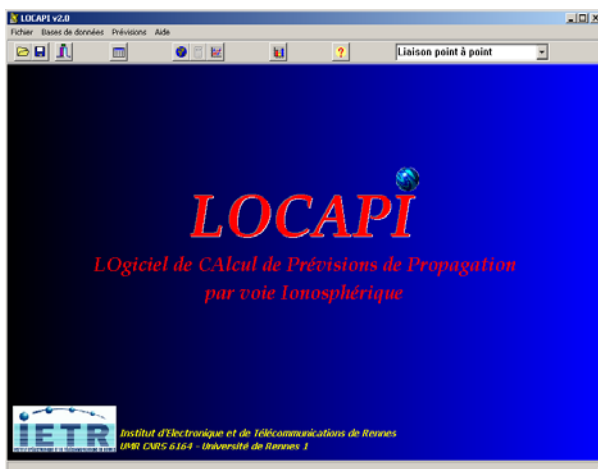 LOCAPI v2.0
Fichier Bases de données Prévisions Aide
Liaison point à point
LOCAPI
LOgiciel de CAlcul de Prévisions de Propagation
par voie Ionosphérique
IETR
Institut d'Electronique et de Télécommunications de Rennes
UMR CNRS 6164 - Université de Rennes 1